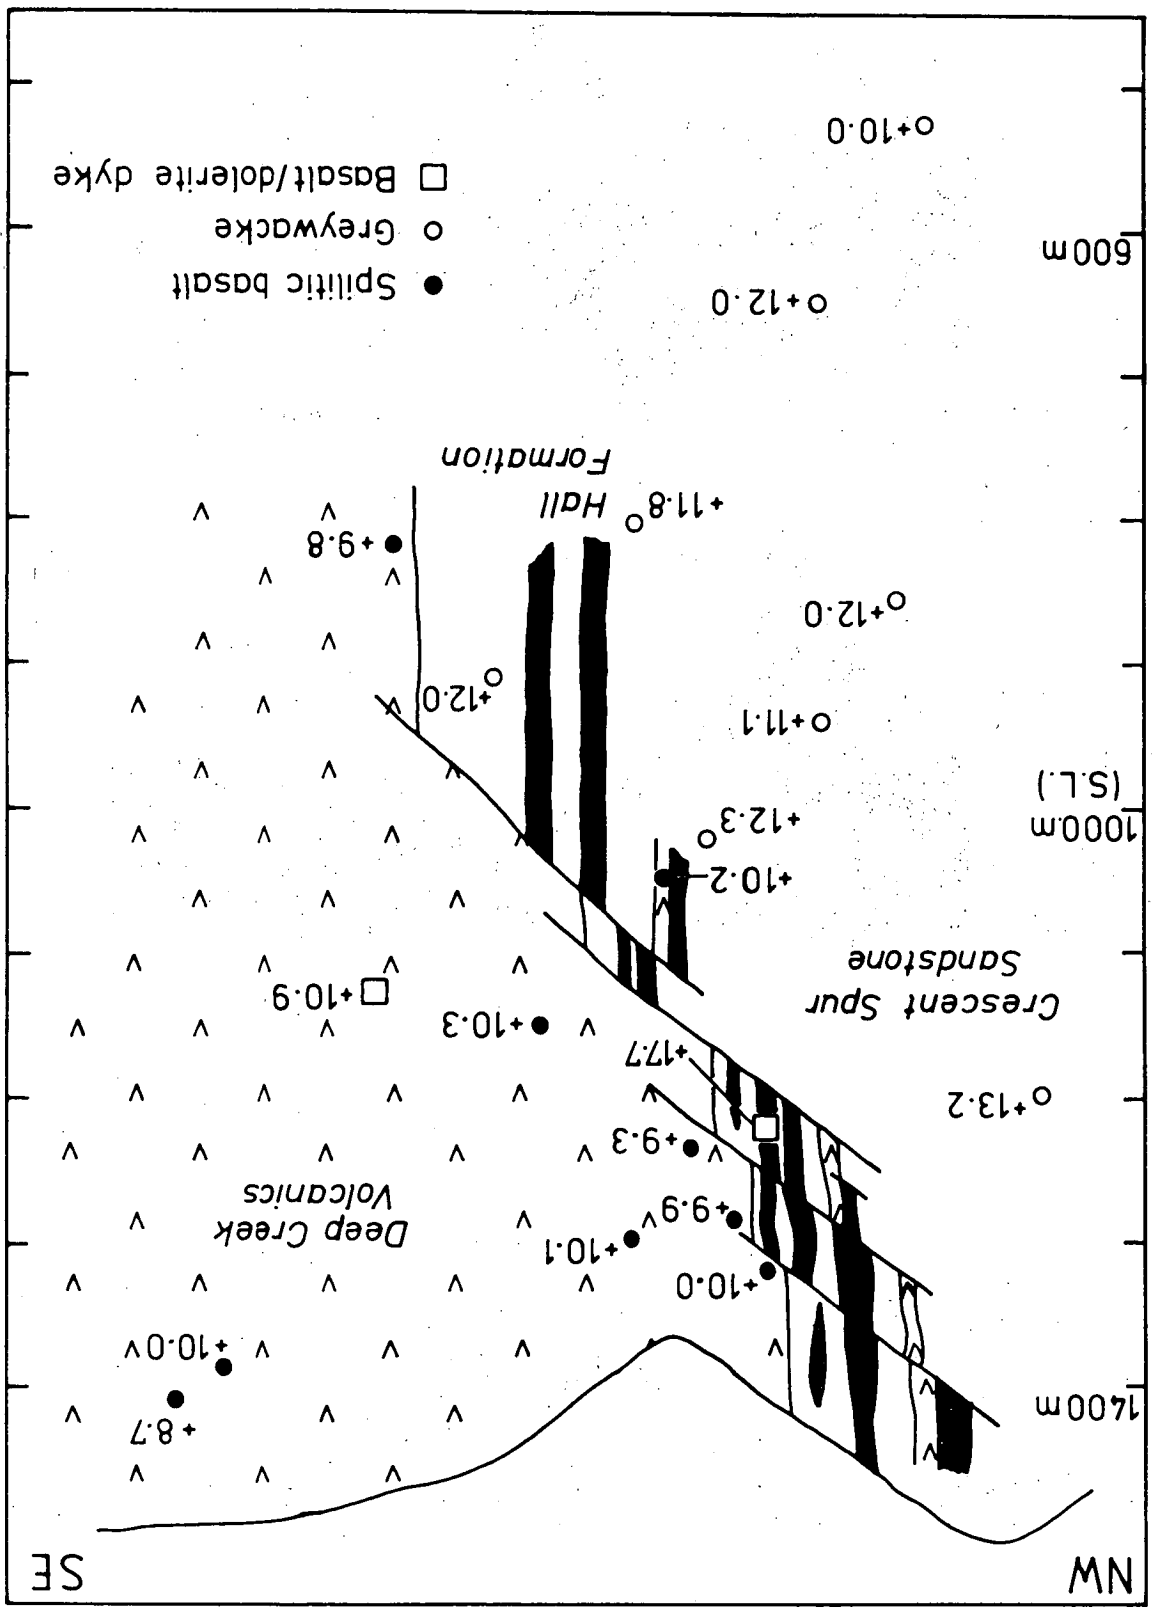 NW
SE
+8.7
1400m
+10.0
+10.0
+10.1
+9.9
Deep Creek
Volcanics
+9.3
+13.2
+17.7
+10.3
Crescent Spur
Sandstone
+10.9
+10.2
1000m
(S.L.)
+12.3
+11.1
+12.0
+12.0
+9.8
+11.8
Hall
Formation
+12.0
Spilitic basalt
600m
Greywacke
Basalt/dolerite dyke
+10.0